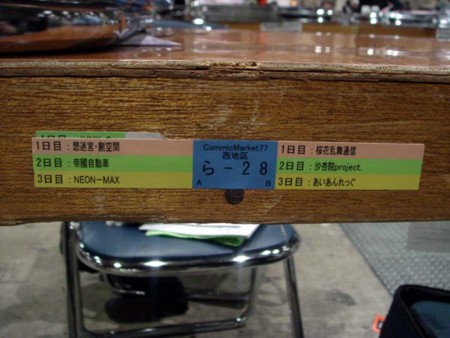 1日目：想迷宮・創空間
2日目：帝國自動車
3日目：NEON－MAX
CommicMarket77
西地区
ら－２８
A B
1日目：桜花乱舞通信
2日目：沙杏院project.
3日目：あいあんれっぐ